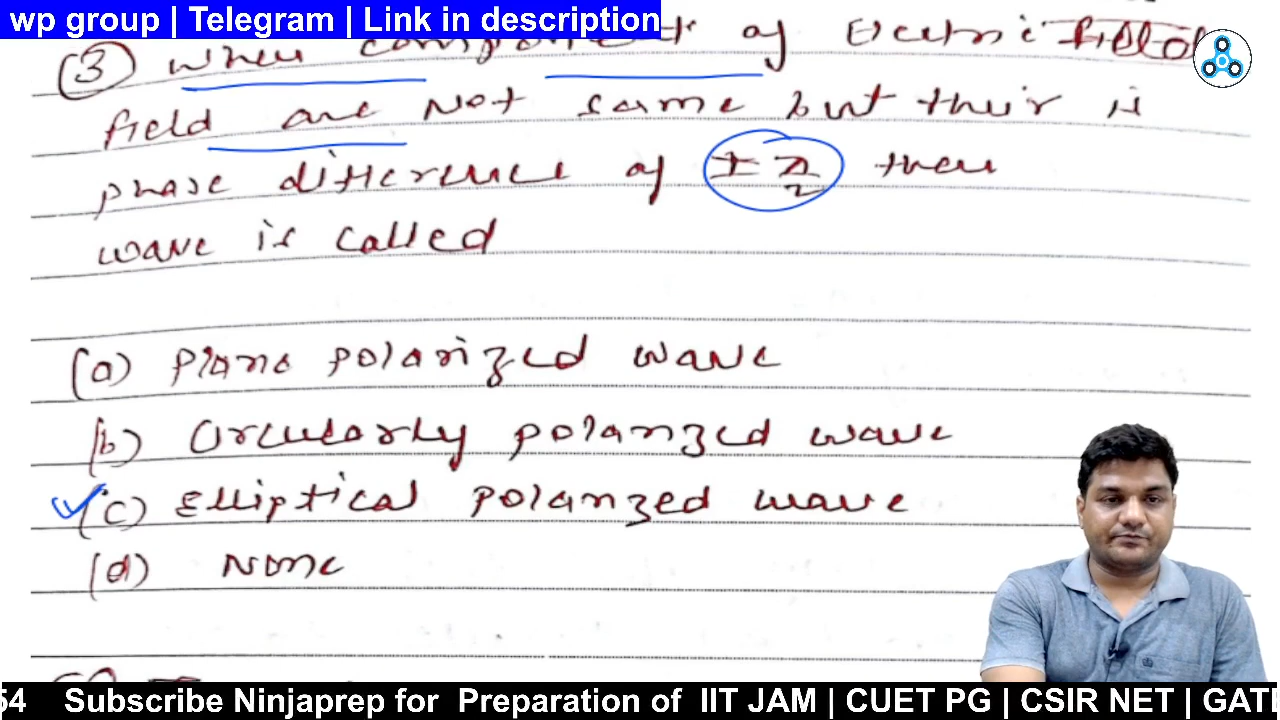 wp group | Telegram | Link in description
(3) when component of Electric
field are Not same but their is
phase difference of ± π/2 then
wave is called
(a) plane polarized wave
(b) circularly polarized wave
(c) elliptical polarized wave
(d) None
54 Subscribe Ninjaprep for Preparation of IIT JAM | CUET PG | CSIR NET | GATE